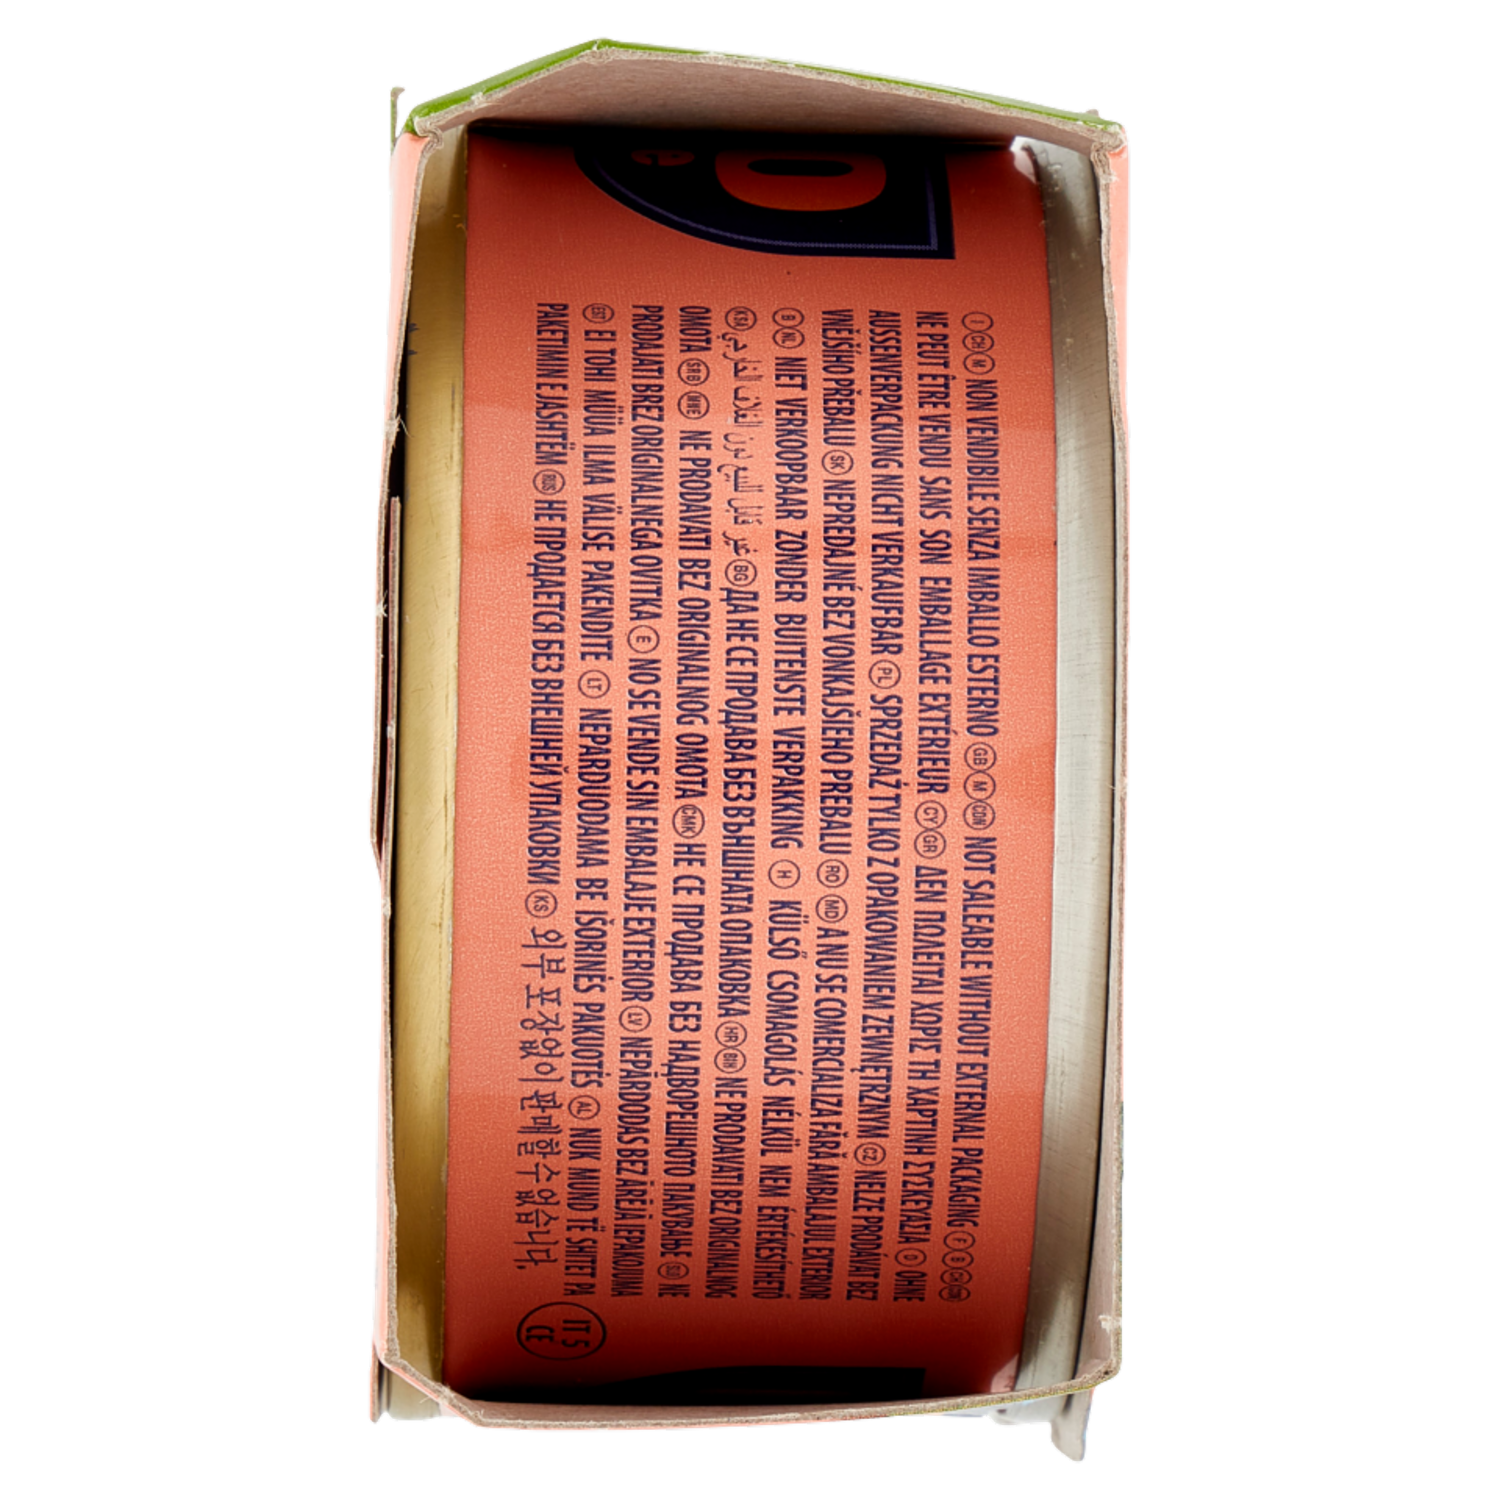 I CH M NON VENDIBILE SENZA IMBALLO ESTERNO GB M CDN NOT SALEABLE WITHOUT EXTERNAL PACKAGING F B CH CDN
NE PEUT ÊTRE VENDU SANS SON EMBALLAGE EXTÉRIEUR CY GR ΔΕΝ ΠΩΛΕΙΤΑΙ ΧΩΡΙΣ ΤΗ ΧΑΡΤΙΝΗ ΣΥΣΚΕΥΑΣΙΑ D OHNE
AUSSENVERPACKUNG NICHT VERKAUFBAR PL SPRZEDAŻ TYLKO Z OPAKOWANIEM ZEWNĘTRZNYM CZ NELZE PRODÁVAT BEZ
VNĚJŠÍHO PŘEBALU SK NEPREDAJNÉ BEZ VONKAJŠIEHO PREBALU RO MD A NU SE COMERCIALIZA FĂRĂ AMBALAJUL EXTERIOR
B NL NIET VERKOOPBAAR ZONDER BUITENSTE VERPAKKING H KÜLSŐ CSOMAGOLÁS NÉLKÜL NEM ÉRTÉKESÍTHETŐ
KSA غير قابل للبيع بدون الغلاف الخارجي BG ДА НЕ СЕ ПРОДАВА БЕЗ ВЪНШНАТА ОПАКОВКА HR BIH NE PRODAVATI BEZ ORIGINALNOG
OMOTA SRB MNE NE PRODAVATI BEZ ORIGINALNOG OMOTA MK НЕ СЕ ПРОДАВА БЕЗ НАДВОРЕШНОТО ПАКУВАЊЕ SLO NE
PRODAJATI BREZ ORIGINALNEGA OVITKA E NO SE VENDE SIN EMBALAJE EXTERIOR LV NEPĀRDODAS BEZ ĀRĒJĀ IEPAKOJUMA
EST EI TOHI MÜÜA ILMA VÄLISE PAKENDITE LT NEPARDUODAMA BE IŠORINĖS PAKUOTĖS AL NUK MUND TË SHITET PA
PAKETIMIN E JASHTËM RUS НЕ ПРОДАЕТСЯ БЕЗ ВНЕШНЕЙ УПАКОВКИ KS 외부 포장없이 판매할 수 없습니다.
IT 5
CE